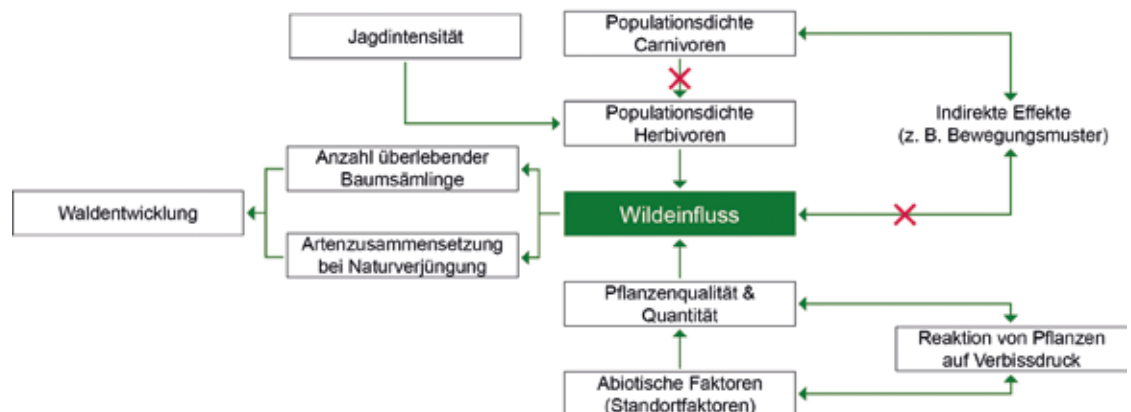 Jagdintensität
Populationsdichte
Carnivoren
Populationsdichte
Herbivoren
Indirekte Effekte
(z. B. Bewegungsmuster)
Anzahl überlebender
Baumsämlinge
Waldentwicklung
Wildeinfluss
Artenzusammensetzung
bei Naturverjüngung
Pflanzenqualität &
Quantität
Reaktion von Pflanzen
auf Verbissdruck
Abiotische Faktoren
(Standortfaktoren)